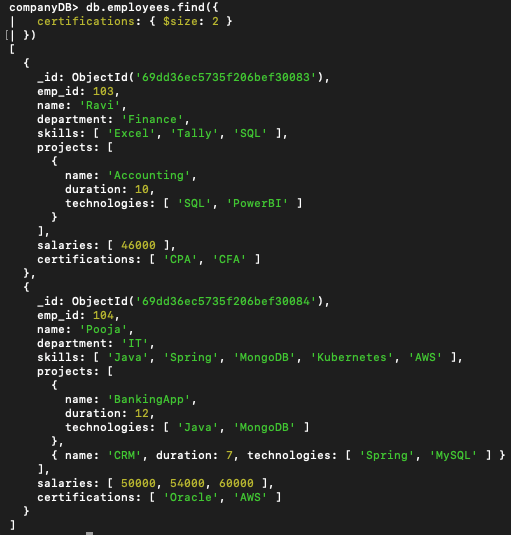 companyDB> db.employees.find({
|   certifications: { $size: 2 }
[| })
[
  {
    _id: ObjectId('69dd36ec5735f206bef30083'),
    emp_id: 103,
    name: 'Ravi',
    department: 'Finance',
    skills: [ 'Excel', 'Tally', 'SQL' ],
    projects: [
      {
        name: 'Accounting',
        duration: 10,
        technologies: [ 'SQL', 'PowerBI' ]
      }
    ],
    salaries: [ 46000 ],
    certifications: [ 'CPA', 'CFA' ]
  },
  {
    _id: ObjectId('69dd36ec5735f206bef30084'),
    emp_id: 104,
    name: 'Pooja',
    department: 'IT',
    skills: [ 'Java', 'Spring', 'MongoDB', 'Kubernetes', 'AWS' ],
    projects: [
      {
        name: 'BankingApp',
        duration: 12,
        technologies: [ 'Java', 'MongoDB' ]
      },
      { name: 'CRM', duration: 7, technologies: [ 'Spring', 'MySQL' ] }
    ],
    salaries: [ 50000, 54000, 60000 ],
    certifications: [ 'Oracle', 'AWS' ]
  }
]